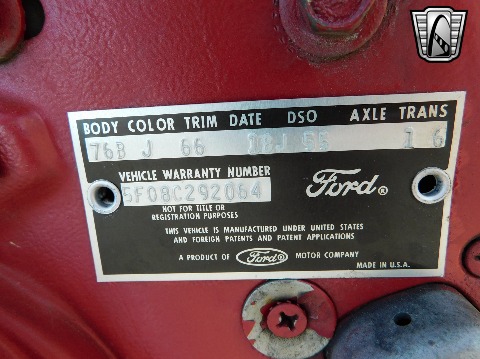 BODY COLOR TRIM DATE DSO AXLE TRANS
76B J 66 1 6
VEHICLE WARRANTY NUMBER
5F08C292064
Ford®
NOT FOR TITLE OR
REGISTRATION PURPOSES
THIS VEHICLE IS MANUFACTURED UNDER UNITED STATES
AND FOREIGN PATENTS AND PATENT APPLICATIONS
A PRODUCT OF Ford® MOTOR COMPANY
MADE IN U.S.A.